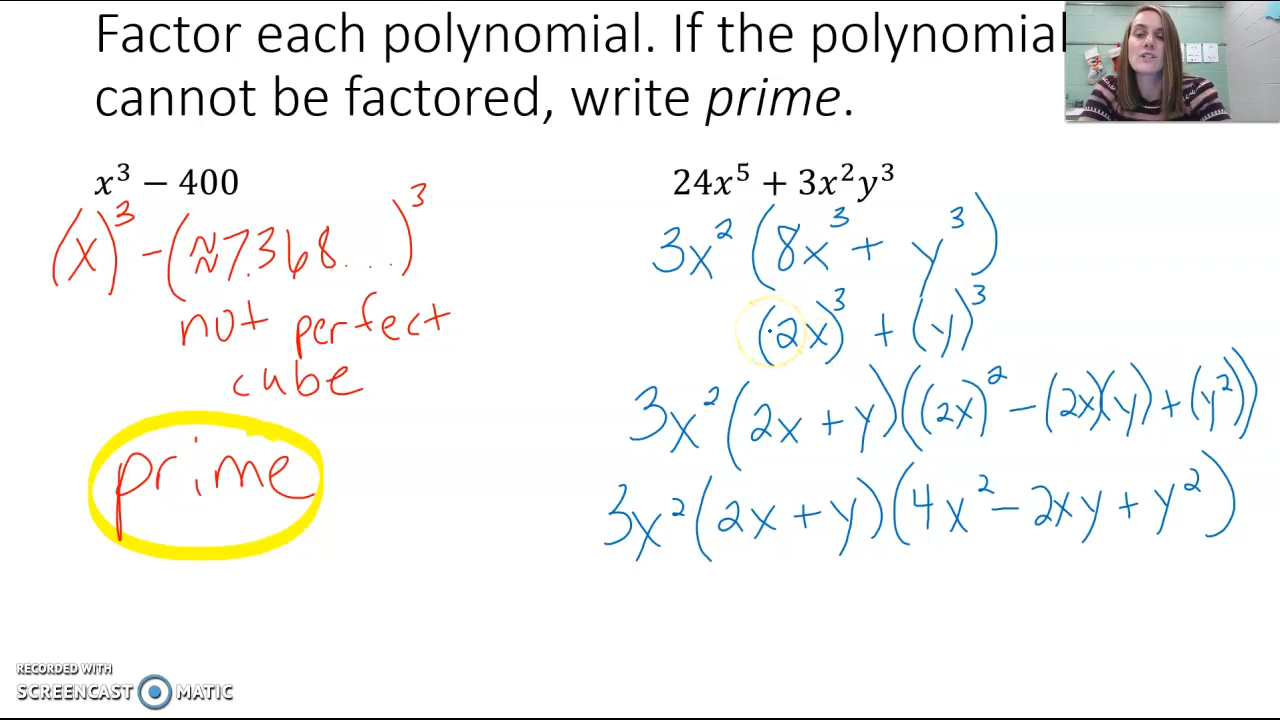 Factor each polynomial. If the polynomial
cannot be factored, write prime.
x³ − 400
(x)³ − (≈7.368...)³
not perfect
cube
prime
24x⁵ + 3x²y³
3x²(8x³ + y³)
(2x)³ + (y)³
3x²(2x + y)((2x)² − (2x)(y) + (y²))
3x²(2x + y)(4x² − 2xy + y²)
RECORDED WITH
SCREENCAST MATIC